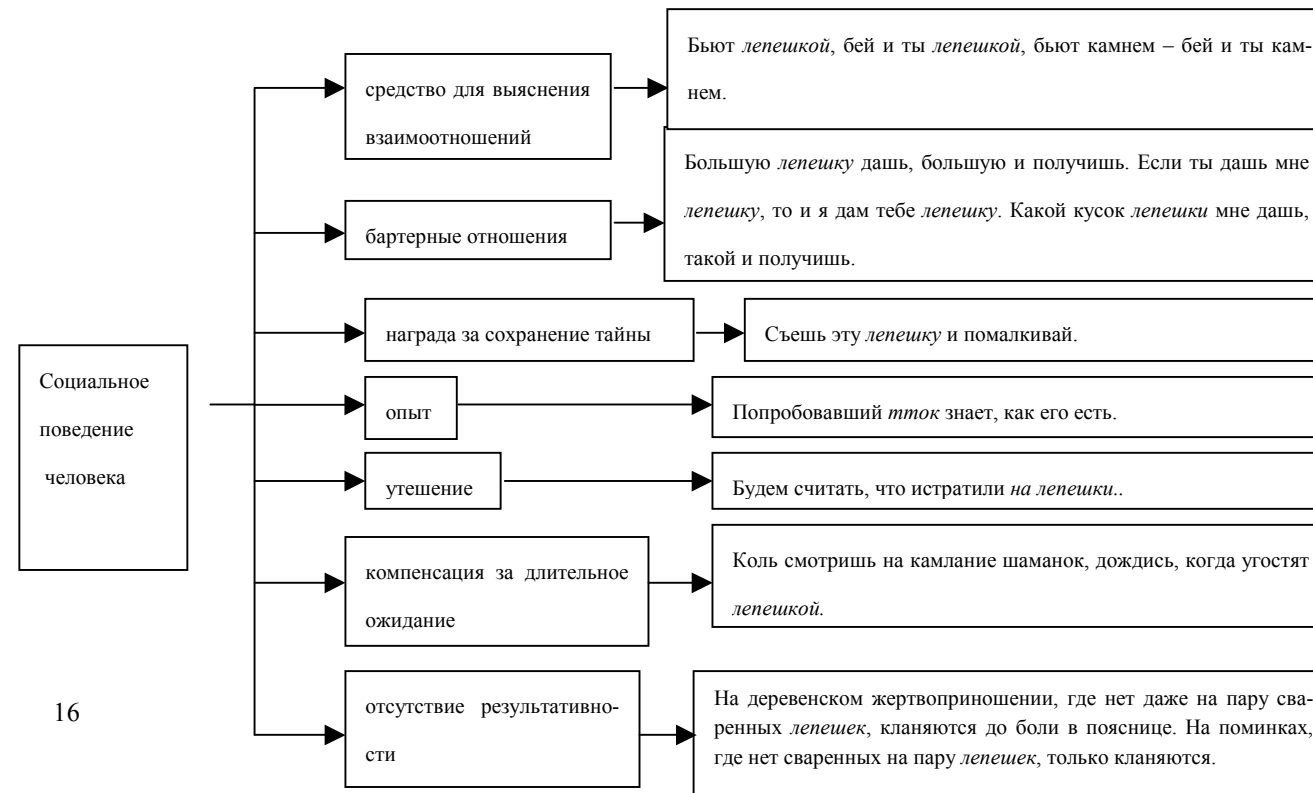 Социальное
поведение
человека
средство для выяснения
взаимоотношений
Бьют лепешкой, бей и ты лепешкой, бьют камнем – бей и ты кам-
нем.
бартерные отношения
Большую лепешку дашь, большую и получишь. Если ты дашь мне
лепешку, то и я дам тебе лепешку. Какой кусок лепешки мне дашь,
такой и получишь.
награда за сохранение тайны
Съешь эту лепешку и помалкивай.
опыт
Попробовавший тток знает, как его есть.
утешение
Будем считать, что истратили на лепешки..
компенсация за длительное
ожидание
Коль смотришь на камлание шаманок, дождись, когда угостят
лепешкой.
отсутствие результативно-
сти
На деревенском жертвоприношении, где нет даже на пару сва-
ренных лепешек, кланяются до боли в пояснице. На поминках,
где нет сваренных на пару лепешек, только кланяются.
16